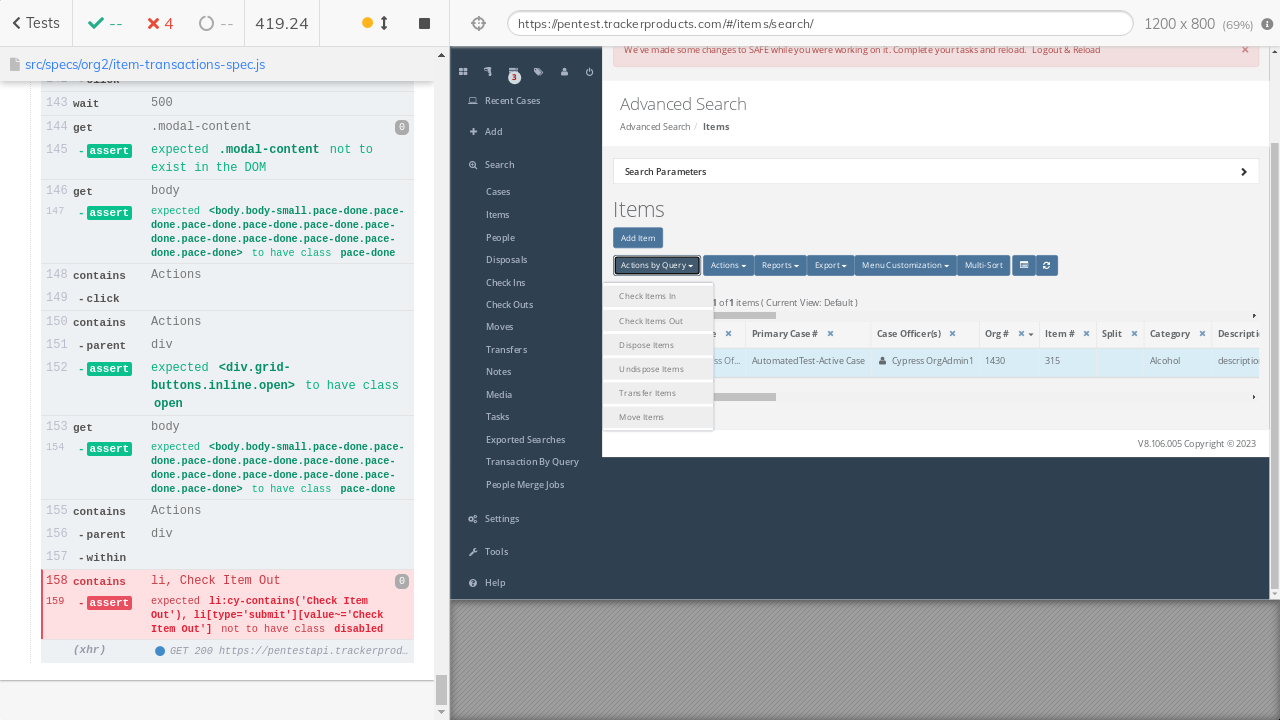 Tests
--
4
--
419.24
https://pentest.trackerproducts.com/#/items/search/
1200 x 800 (69%)
src/specs/org2/item-transactions-spec.js
143 wait 500
144 get .modal-content 0
145 - assert expected .modal-content not to
exist in the DOM
146 get body
147 - assert expected <body.body-small.pace-done.pace-
done.pace-done.pace-done.pace-done.pace-
done.pace-done.pace-done.pace-done.pace-
done.pace-done> to have class pace-done
148 contains Actions
149 - click
150 contains Actions
151 - parent div
152 - assert expected <div.grid-
buttons.inline.open> to have class
open
153 get body
154 - assert expected <body.body-small.pace-done.pace-
done.pace-done.pace-done.pace-done.pace-
done.pace-done.pace-done.pace-done.pace-
done.pace-done> to have class pace-done
155 contains Actions
156 - parent div
157 - within
158 contains li, Check Item Out 0
159 - assert expected li:cy-contains('Check Item
Out'), li[type='submit'][value~='Check
Item Out'] not to have class disabled
(xhr) GET 200 https://pentestapi.trackerprod…
3
Recent Cases
Add
Search
Cases
Items
People
Disposals
Check Ins
Check Outs
Moves
Transfers
Notes
Media
Tasks
Exported Searches
Transaction By Query
People Merge Jobs
Settings
Tools
Help
We've made some changes to SAFE while you were working on it. Complete your tasks and reload. Logout & Reload ×
Advanced Search
Advanced Search / Items
Search Parameters
Items
Add Item
Actions by Query Actions Reports Export Menu Customization Multi-Sort
Check Items In
Check Items Out
Dispose Items
Undispose Items
Transfer Items
Move Items
of 1 items ( Current View: Default )
Primary Case # Case Officer(s) Org # Item # Split Category Descriptio
ss Of... AutomatedTest-Active Case Cypress OrgAdmin1 1430 315 Alcohol description
V8.106.005 Copyright © 2023